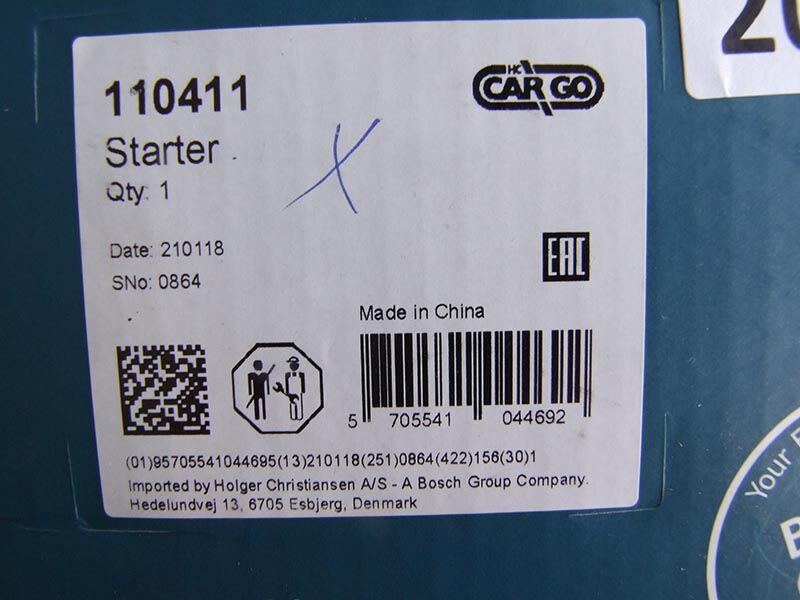 110411
HC
CARGO
Starter
Qty: 1
Date: 210118
SNo: 0864
EAC
Made in China
5 705541 044692
(01)95705541044695(13)210118(251)0864(422)156(30)1
Imported by Holger Christiansen A/S - A Bosch Group Company.
Hedelundvej 13, 6705 Esbjerg, Denmark
Your